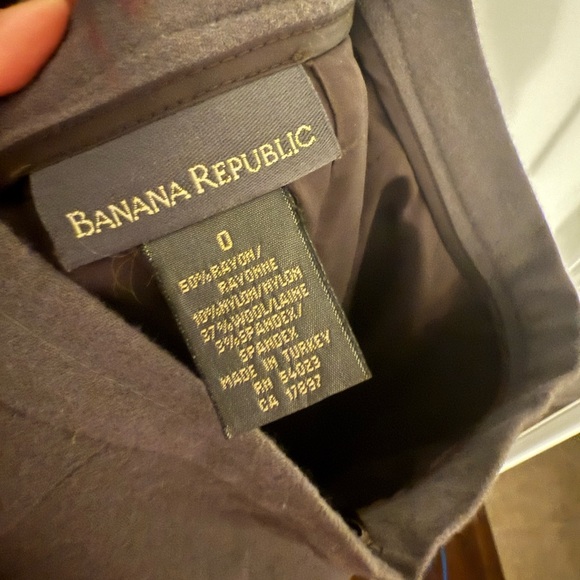 BANANA REPUBLIC
0
50%RAYON/
RAYONNE
10%NYLON/NYLON
37%WOOL/LAINE
3%SPANDEX/
SPANDEX
MADE IN TURKEY
RN 54023
CA 17897